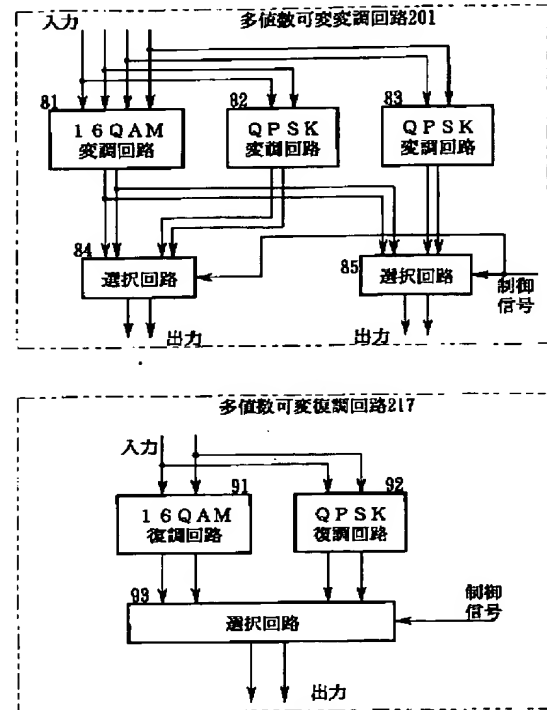 入力
多値数可変変調回路201
81
82
83
16QAM
変調回路
QPSK
変調回路
QPSK
変調回路
84
85
選択回路
選択回路
制御
信号
出力
出力
多値数可変復調回路217
入力
91
92
16QAM
復調回路
QPSK
復調回路
93
制御
信号
選択回路
出力